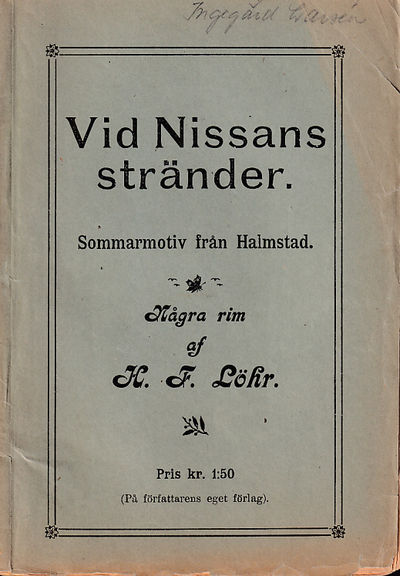 Ingegärd Larsén
Vid Nissans
stränder.
Sommarmotiv från Halmstad.
Några rim
af
H. F. Löhr.
Pris kr. 1:50
(På författarens eget förlag).